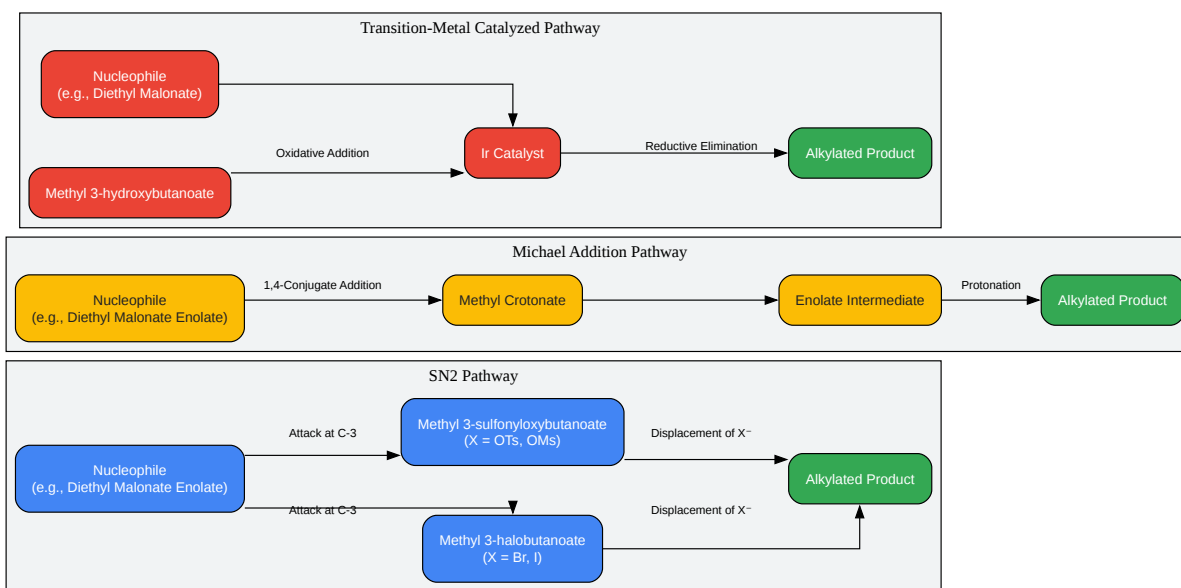 Transition-Metal Catalyzed Pathway
Nucleophile
(e.g., Diethyl Malonate)
Oxidative Addition
Ir Catalyst
Reductive Elimination
Alkylated Product
Methyl 3-hydroxybutanoate
Michael Addition Pathway
Nucleophile
(e.g., Diethyl Malonate Enolate)
1,4-Conjugate Addition
Methyl Crotonate
Enolate Intermediate
Protonation
Alkylated Product
SN2 Pathway
Nucleophile
(e.g., Diethyl Malonate Enolate)
Attack at C-3
Methyl 3-sulfonyloxybutanoate
(X = OTs, OMs)
Displacement of X⁻
Alkylated Product
Attack at C-3
Methyl 3-halobutanoate
(X = Br, I)
Displacement of X⁻